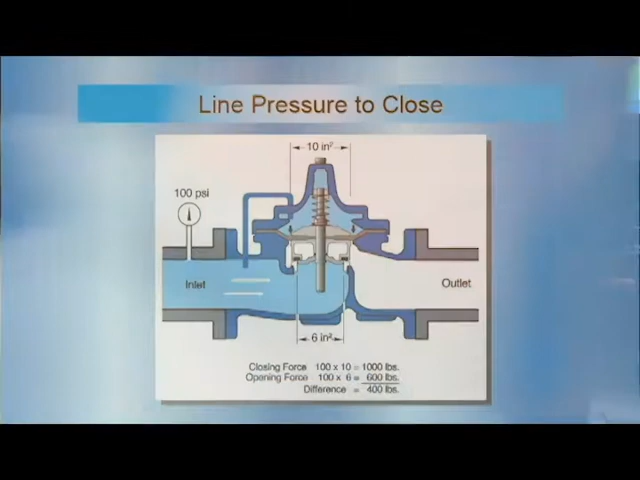 Line Pressure to Close
10 in²
100 psi
Inlet
Outlet
6 in²
Closing Force 100 x 10 = 1000 lbs.
Opening Force 100 x 6 = 600 lbs.
Difference = 400 lbs.